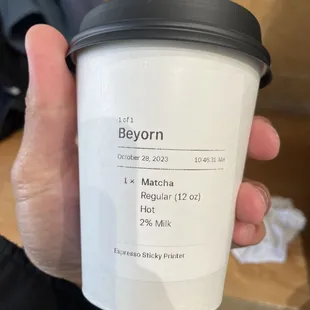 1 of 1
Beyorn
October 28, 2023 10:45:31 AM
1 × Matcha
Regular (12 oz)
Hot
2% Milk
Espresso Sticky Printer